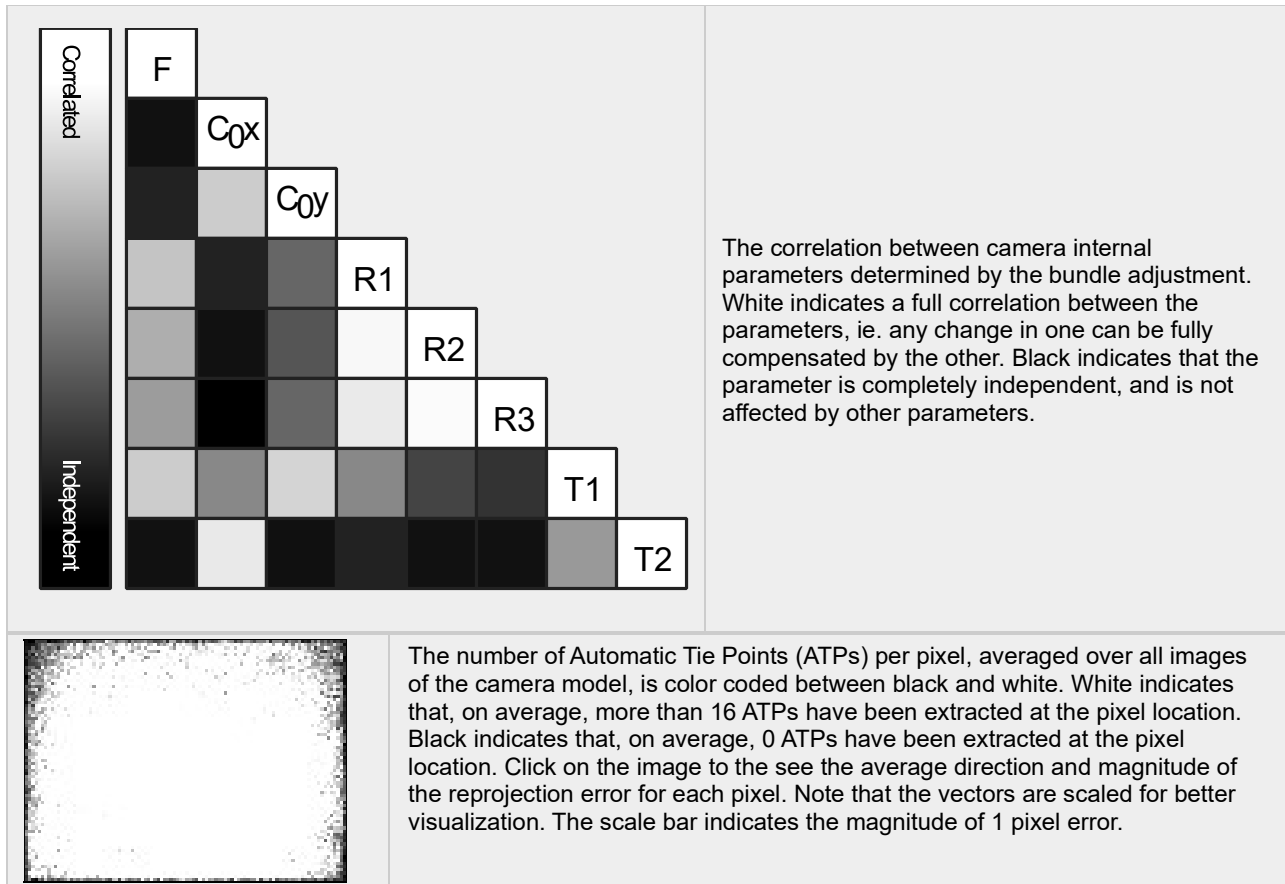 Correlated
Independent
F
C0x
C0y
R1
R2
R3
T1
T2
The correlation between camera internal
parameters determined by the bundle adjustment.
White indicates a full correlation between the
parameters, ie. any change in one can be fully
compensated by the other. Black indicates that the
parameter is completely independent, and is not
affected by other parameters.
The number of Automatic Tie Points (ATPs) per pixel, averaged over all images
of the camera model, is color coded between black and white. White indicates
that, on average, more than 16 ATPs have been extracted at the pixel location.
Black indicates that, on average, 0 ATPs have been extracted at the pixel
location. Click on the image to the see the average direction and magnitude of
the reprojection error for each pixel. Note that the vectors are scaled for better
visualization. The scale bar indicates the magnitude of 1 pixel error.